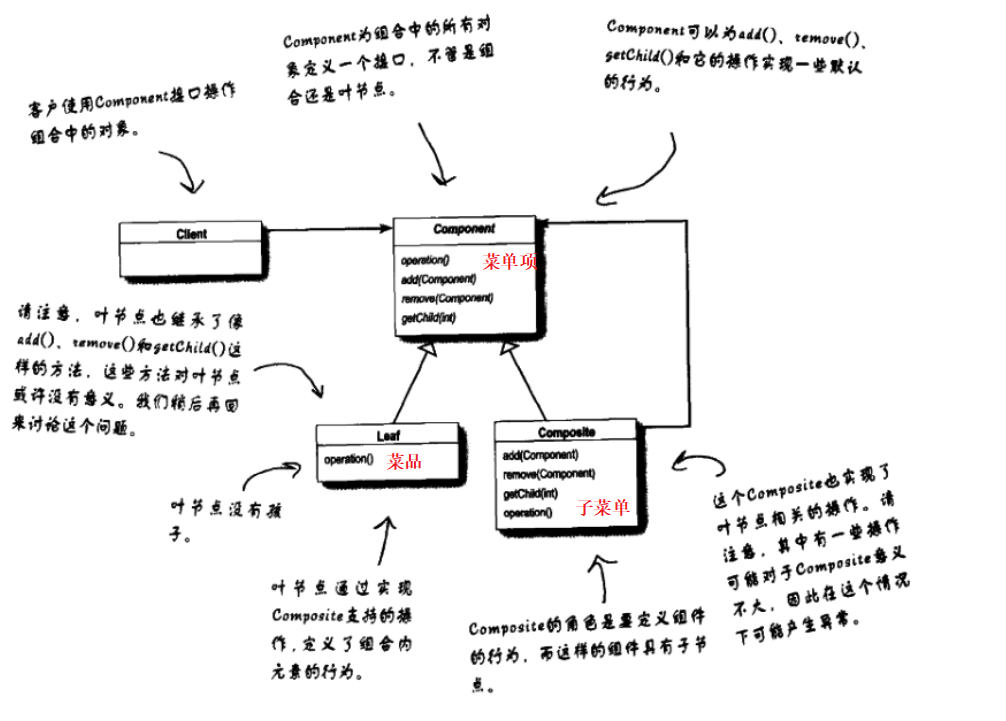 客户使用Component接口操作
组合中的对象。
Component为组合中的所有对
象定义一个接口，不管是组
合还是叶节点。
Component可以为add()、remove()、
getChild()和它的操作实现一些默认
的行为。
Client
Component
operation()
add(Component)
remove(Component)
getChild(int)
菜单项
请注意，叶节点也继承了像
add()、remove()和getChild()这
样的方法，这些方法对叶节点
或许没有意义。我们稍后再回
来讨论这个问题。
Leaf
operation()
菜品
Composite
add(Component)
remove(Component)
getChild(int)
operation()
子菜单
叶节点没有孩
子。
叶节点通过实现
Composite支持的操
作，定义了组合内
元素的行为。
Composite的角色是要定义组件
的行为，而这样的组件具有子节
点。
这个Composite也实现了
叶节点相关的操作。请
注意，其中有一些操作
可能对于Composite意义
不大，因此在这个情况
下可能产生异常。